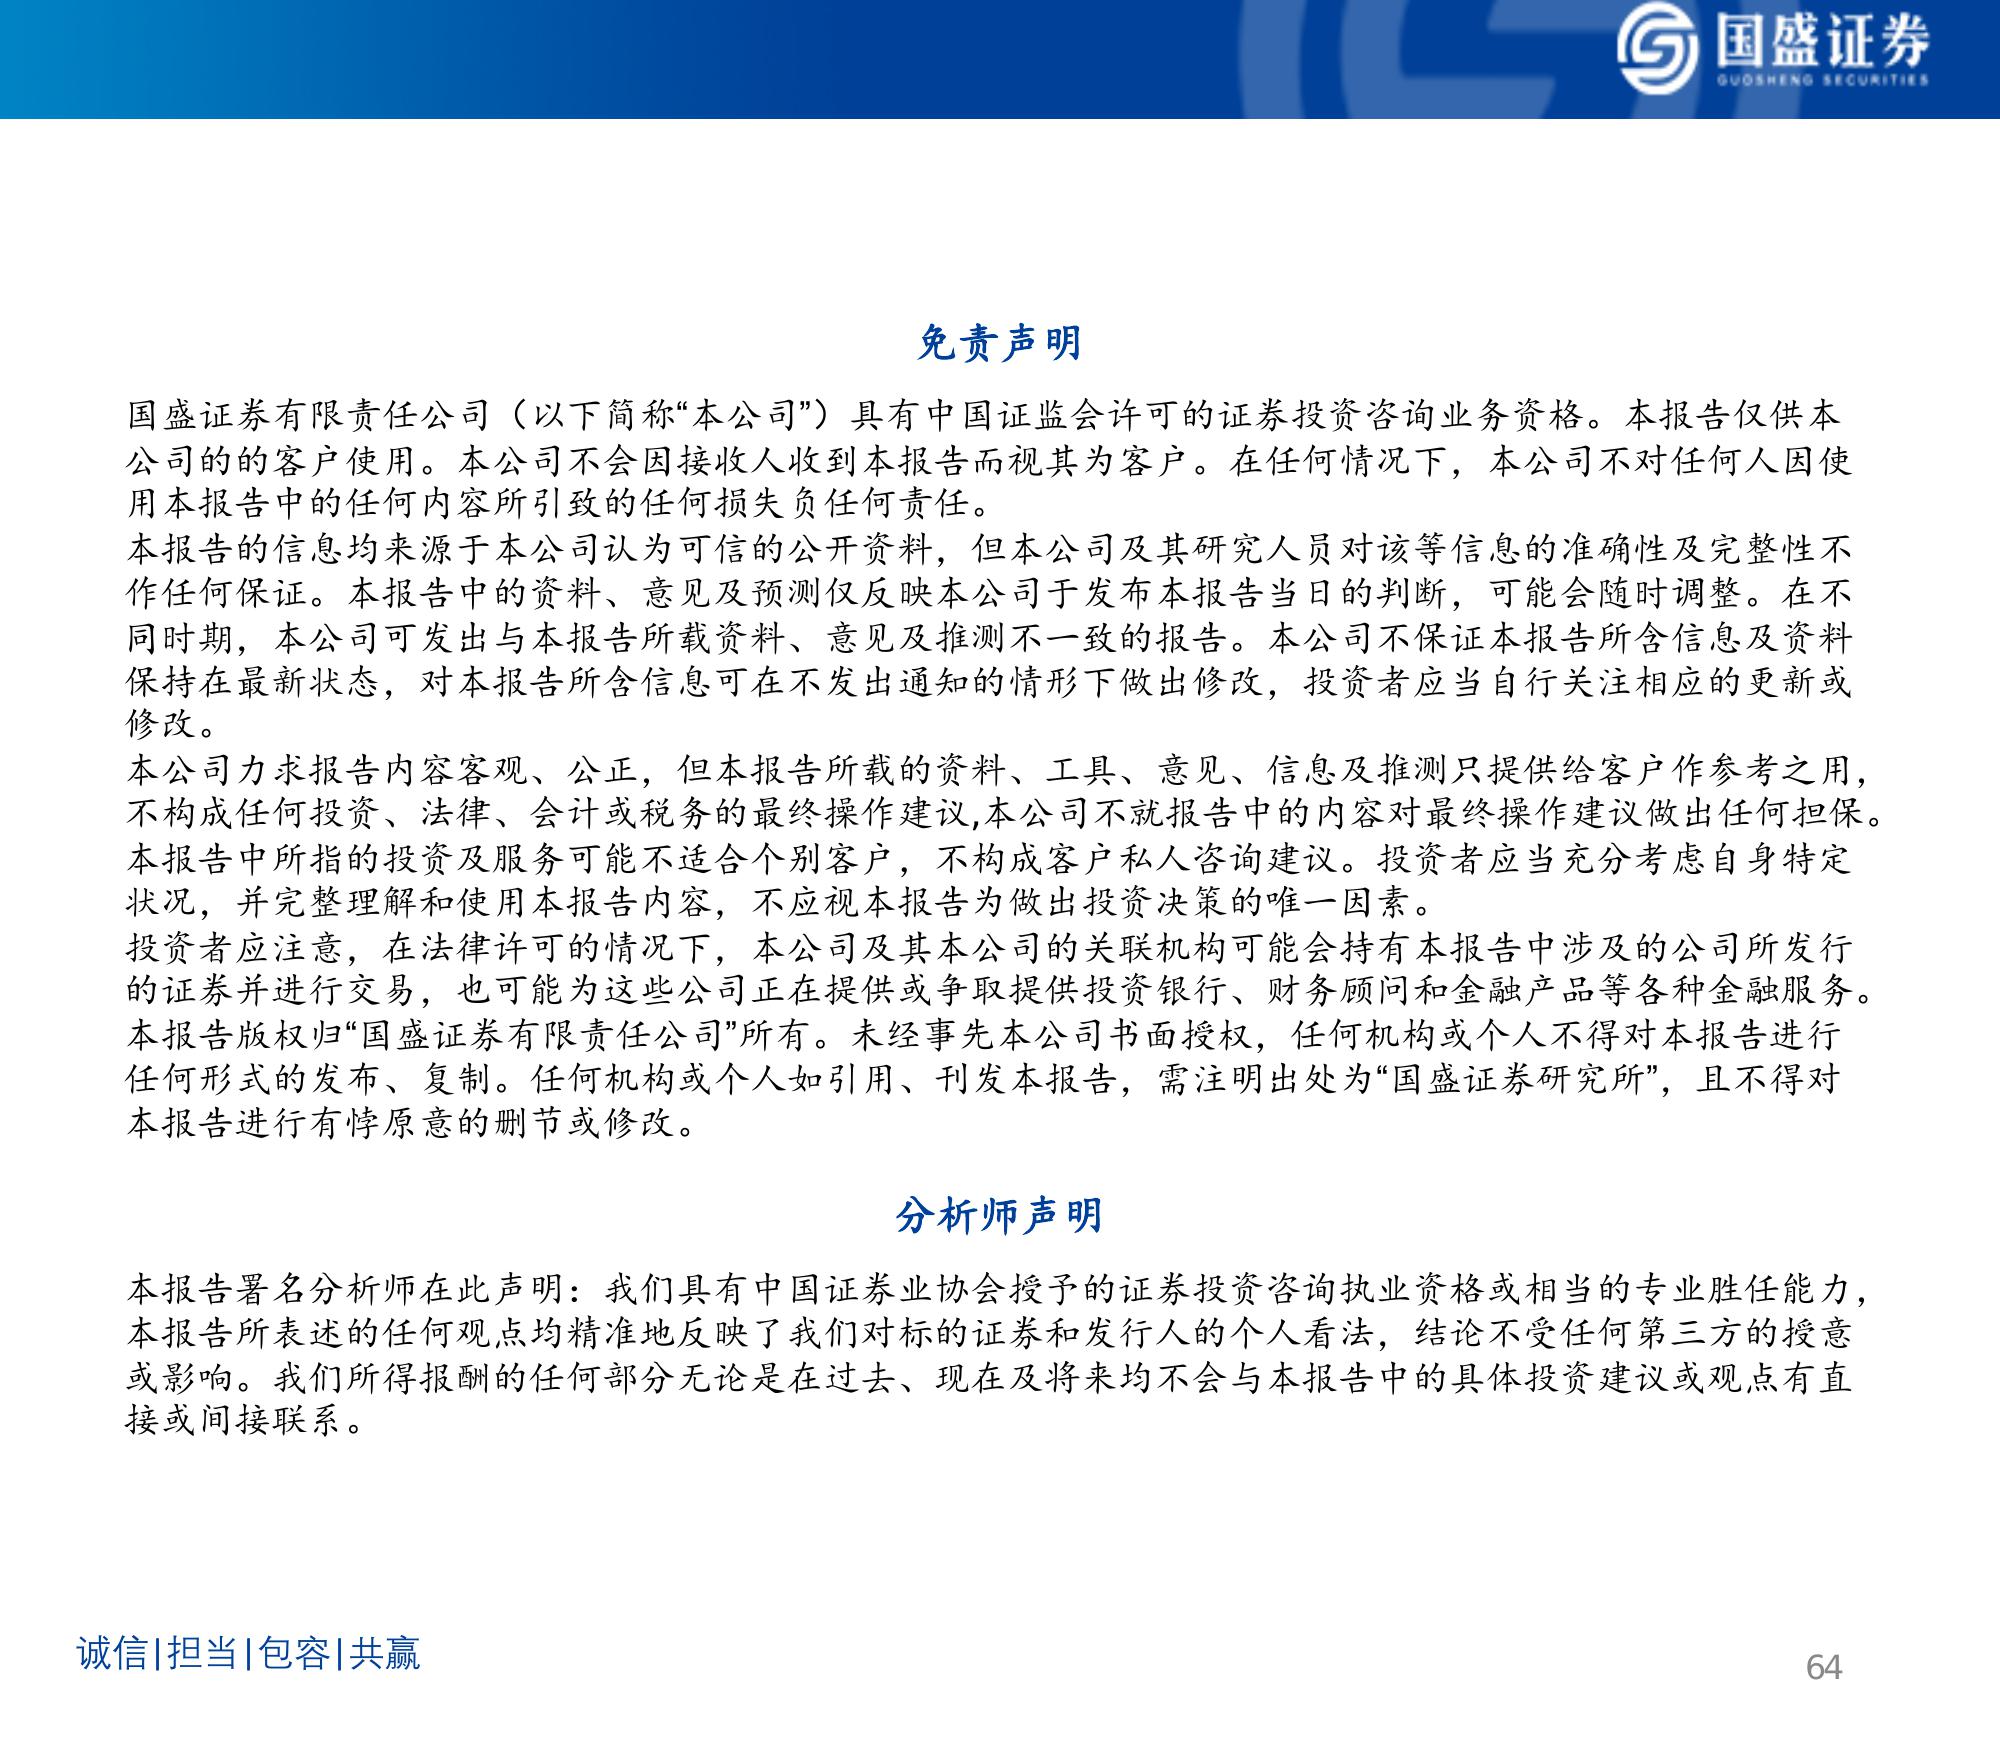 国盛证券
GUOSHENG SECURITIES
免责声明
国盛证券有限责任公司（以下简称“本公司”）具有中国证监会许可的证券投资咨询业务资格。本报告仅供本
公司的的客户使用。本公司不会因接收人收到本报告而视其为客户。在任何情况下，本公司不对任何人因使
用本报告中的任何内容所引致的任何损失负任何责任。
本报告的信息均来源于本公司认为可信的公开资料，但本公司及其研究人员对该等信息的准确性及完整性不
作任何保证。本报告中的资料、意见及预测仅反映本公司于发布本报告当日的判断，可能会随时调整。在不
同时期，本公司可发出与本报告所载资料、意见及推测不一致的报告。本公司不保证本报告所含信息及资料
保持在最新状态，对本报告所含信息可在不发出通知的情形下做出修改，投资者应当自行关注相应的更新或
修改。
本公司力求报告内容客观、公正，但本报告所载的资料、工具、意见、信息及推测只提供给客户作参考之用，
不构成任何投资、法律、会计或税务的最终操作建议,本公司不就报告中的内容对最终操作建议做出任何担保。
本报告中所指的投资及服务可能不适合个别客户，不构成客户私人咨询建议。投资者应当充分考虑自身特定
状况，并完整理解和使用本报告内容，不应视本报告为做出投资决策的唯一因素。
投资者应注意，在法律许可的情况下，本公司及其本公司的关联机构可能会持有本报告中涉及的公司所发行
的证券并进行交易，也可能为这些公司正在提供或争取提供投资银行、财务顾问和金融产品等各种金融服务。
本报告版权归“国盛证券有限责任公司”所有。未经事先本公司书面授权，任何机构或个人不得对本报告进行
任何形式的发布、复制。任何机构或个人如引用、刊发本报告，需注明出处为“国盛证券研究所”，且不得对
本报告进行有悖原意的删节或修改。
分析师声明
本报告署名分析师在此声明：我们具有中国证券业协会授予的证券投资咨询执业资格或相当的专业胜任能力，
本报告所表述的任何观点均精准地反映了我们对标的证券和发行人的个人看法，结论不受任何第三方的授意
或影响。我们所得报酬的任何部分无论是在过去、现在及将来均不会与本报告中的具体投资建议或观点有直
接或间接联系。
诚信|担当|包容|共赢
64